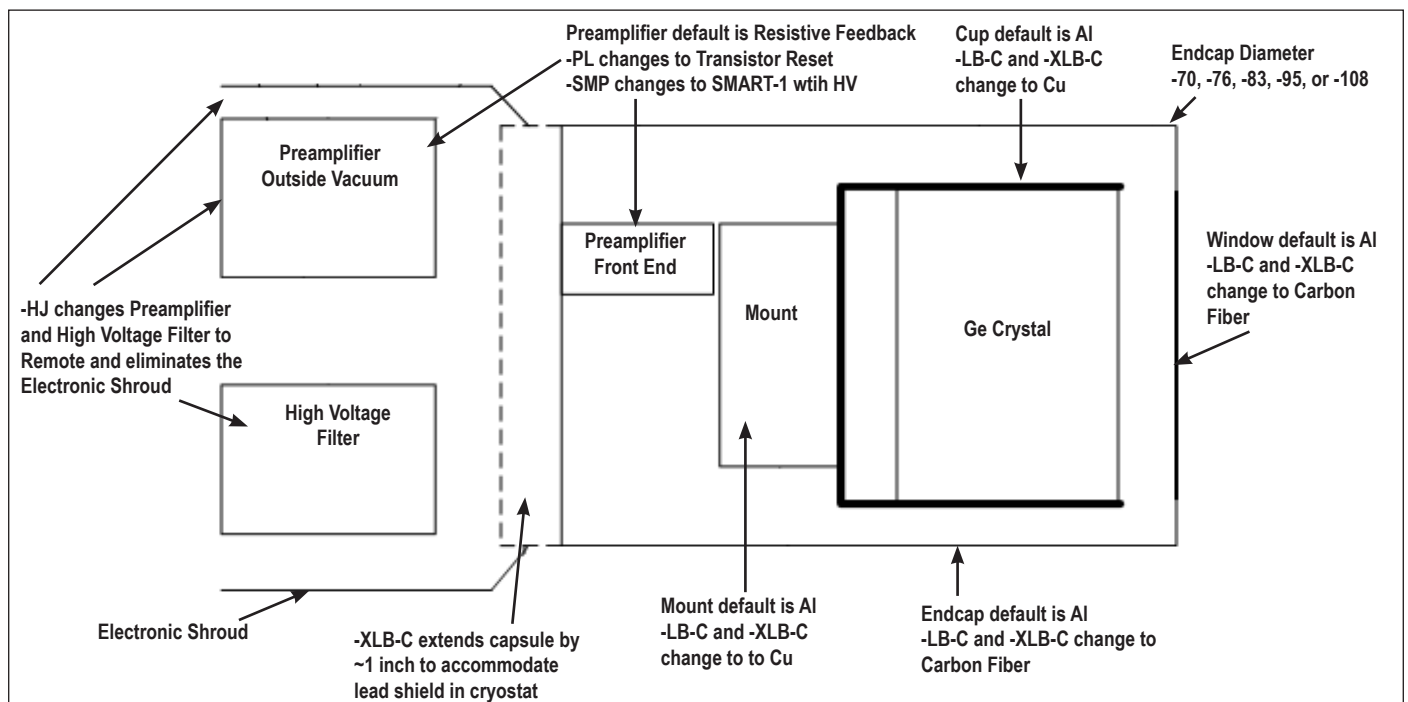 Preamplifier default is Resistive Feedback
-PL changes to Transistor Reset
-SMP changes to SMART-1 wtih HV
Cup default is Al
-LB-C and -XLB-C
change to Cu
Endcap Diameter
-70, -76, -83, -95, or -108
Preamplifier
Outside Vacuum
Preamplifier
Front End
Mount
Ge Crystal
Window default is Al
-LB-C and -XLB-C
change to Carbon
Fiber
-HJ changes Preamplifier
and High Voltage Filter to
Remote and eliminates the
Electronic Shroud
High Voltage
Filter
Electronic Shroud
-XLB-C extends capsule by
~1 inch to accommodate
lead shield in cryostat
Mount default is Al
-LB-C and -XLB-C
change to to Cu
Endcap default is Al
-LB-C and -XLB-C change to
Carbon Fiber